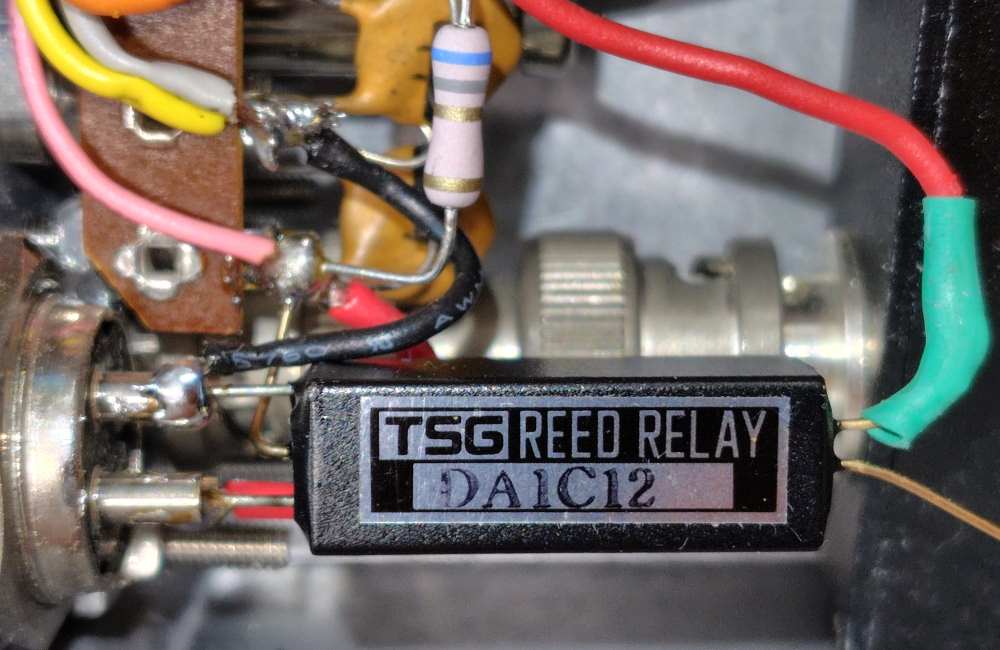 TSG REED RELAY
DA1C12